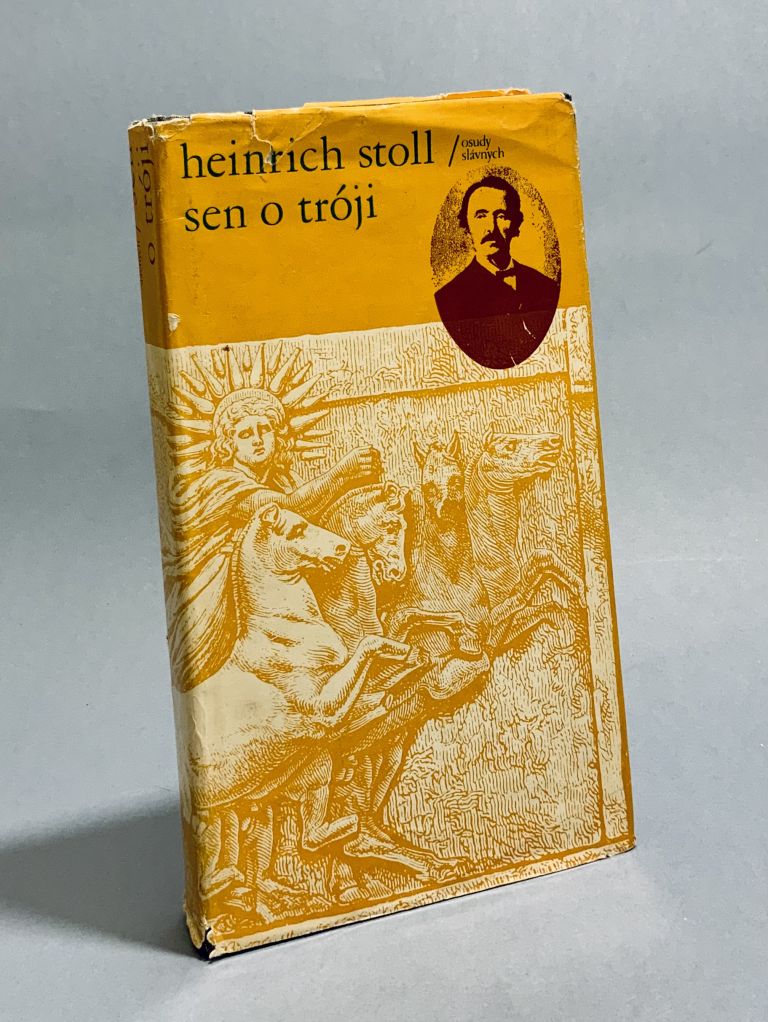 heinrich stoll / osudy
slávných
sen o tróji
o tróji